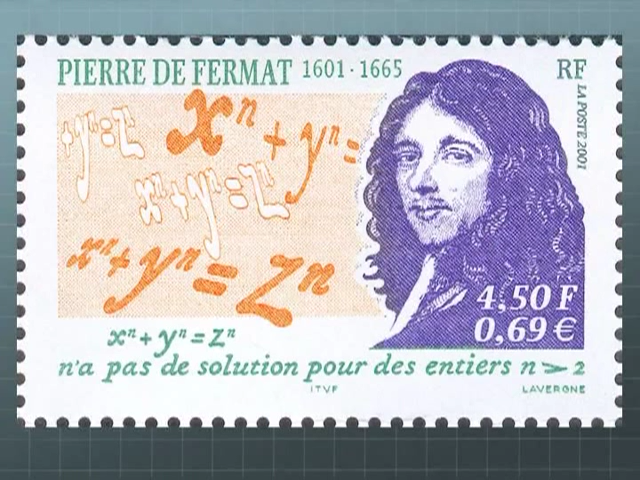 PIERRE DE FERMAT 1601 · 1665 RF
LA POSTE 2001
+yⁿ=Zⁿ
xⁿ+yⁿ=
xⁿ+yⁿ=Zⁿ
xⁿ+yⁿ=Zⁿ
4,50 F
0,69 €
xⁿ+yⁿ=Zⁿ
n'a pas de solution pour des entiers n > 2
ITVF LAVERGNE